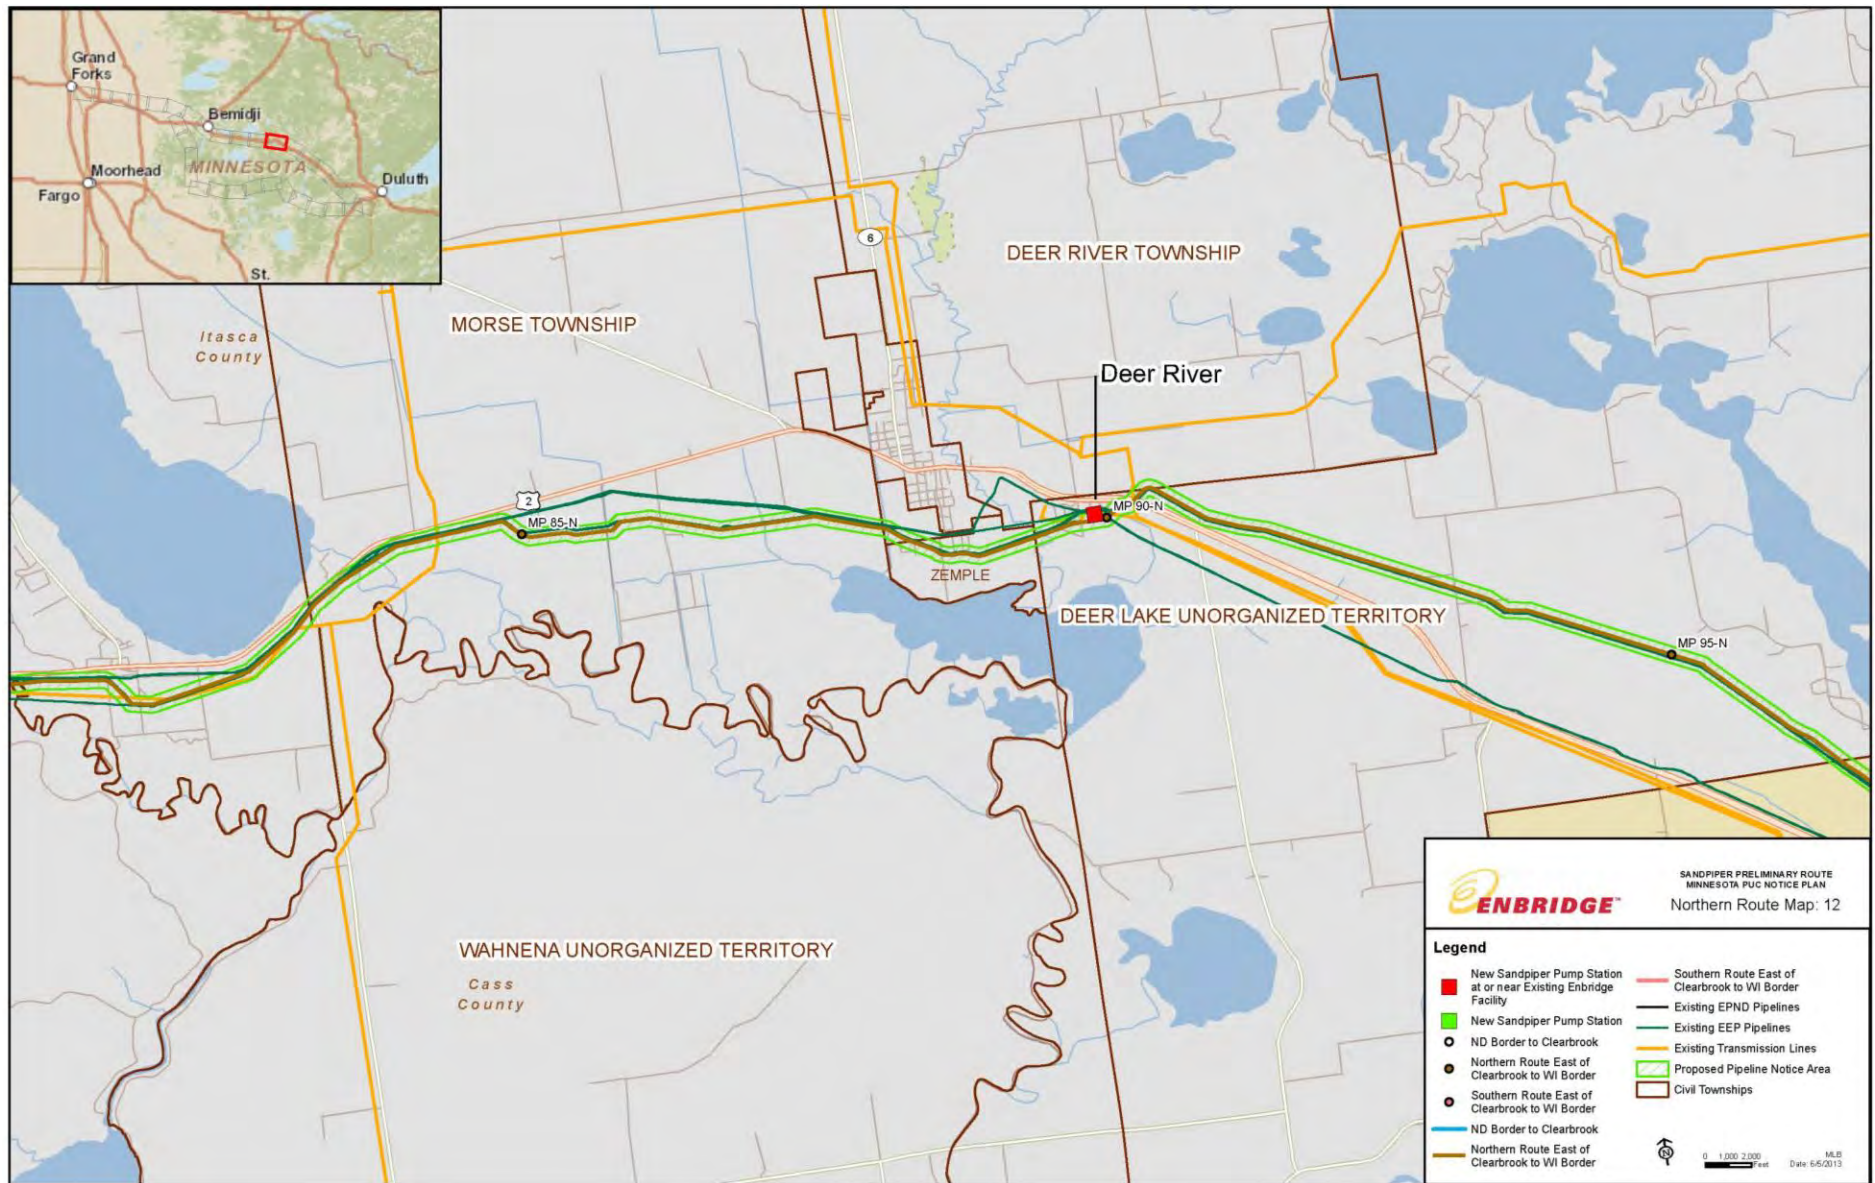 Grand
Forks
Bemidji
MINNESOTA
Moorhead
Fargo
Duluth
St.
6
DEER RIVER TOWNSHIP
MORSE TOWNSHIP
Itasca
County
Deer River
2
MP 85-N
MP 90-N
ZEMPLE
DEER LAKE UNORGANIZED TERRITORY
MP 95-N
WAHNENA UNORGANIZED TERRITORY
Cass
County
ENBRIDGE™
SANDPIPER PRELIMINARY ROUTE
MINNESOTA PUC NOTICE PLAN
Northern Route Map: 12
Legend
New Sandpiper Pump Station
at or near Existing Enbridge
Facility
New Sandpiper Pump Station
ND Border to Clearbrook
Northern Route East of
Clearbrook to WI Border
Southern Route East of
Clearbrook to WI Border
ND Border to Clearbrook
Northern Route East of
Clearbrook to WI Border
Southern Route East of
Clearbrook to WI Border
Existing EPND Pipelines
Existing EEP Pipelines
Existing Transmission Lines
Proposed Pipeline Notice Area
Civil Townships
N
0 1,000 2,000
Feet
MLB
Date: 6/5/2013